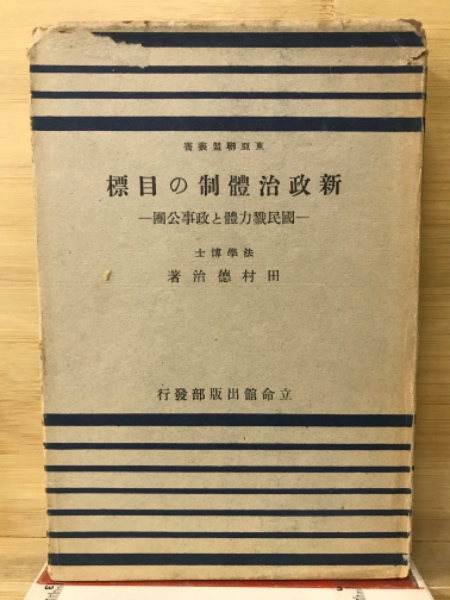 東亞聯盟叢書
新政治體制の目標
―國民戮力體と政事公團―
法學博士
田村德治著
立命館出版部發行